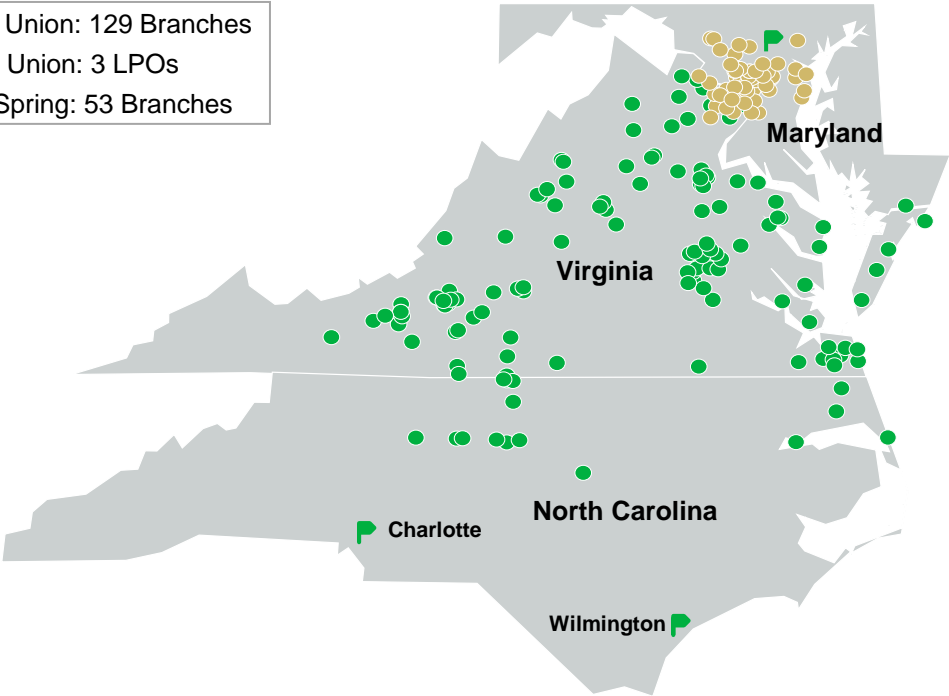 Union: 129 Branches
Union: 3 LPOs
Spring: 53 Branches
Maryland
Virginia
North Carolina
Charlotte
Wilmington